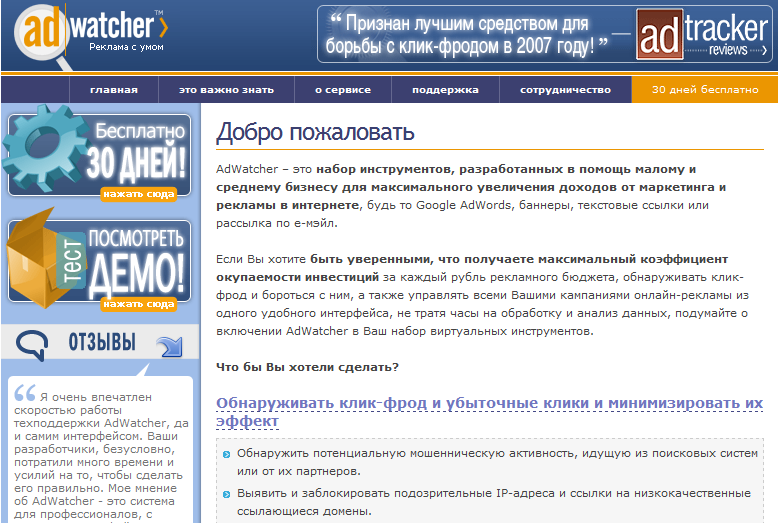 adwatcher™
Реклама с умом
“ Признан лучшим средством для
борьбы с клик-фродом в 2007 году! ”
ad tracker
reviews
главная
это важно знать
о сервисе
поддержка
сотрудничество
30 дней бесплатно
Бесплатно
30 ДНЕЙ!
нажать сюда
тест
ПОСМОТРЕТЬ
ДЕМО!
нажать сюда
ОТЗЫВЫ
“ Я очень впечатлен
скоростью работы
техподдержки AdWatcher, да
и самим интерфейсом. Ваши
разработчики, безусловно,
потратили много времени и
усилий на то, чтобы сделать
его правильно. Мое мнение
об AdWatcher - это система
для профессионалов, с
Добро пожаловать
AdWatcher – это набор инструментов, разработанных в помощь малому и
среднему бизнесу для максимального увеличения доходов от маркетинга и
рекламы в интернете, будь то Google AdWords, баннеры, текстовые ссылки или
рассылка по е-мэйл.
Если Вы хотите быть уверенными, что получаете максимальный коэффициент
окупаемости инвестиций за каждый рубль рекламного бюджета, обнаруживать клик-
фрод и бороться с ним, а также управлять всеми Вашими кампаниями онлайн-рекламы из
одного удобного интерфейса, не тратя часы на обработку и анализ данных, подумайте о
включении AdWatcher в Ваш набор виртуальных инструментов.
Что бы Вы хотели сделать?
Обнаруживать клик-фрод и убыточные клики и минимизировать их
эффект
Обнаружить потенциальную мошенническую активность, идущую из поисковых систем
или от их партнеров.
Выявить и заблокировать подозрительные IP-адреса и ссылки на низкокачественные
ссылающиеся домены.